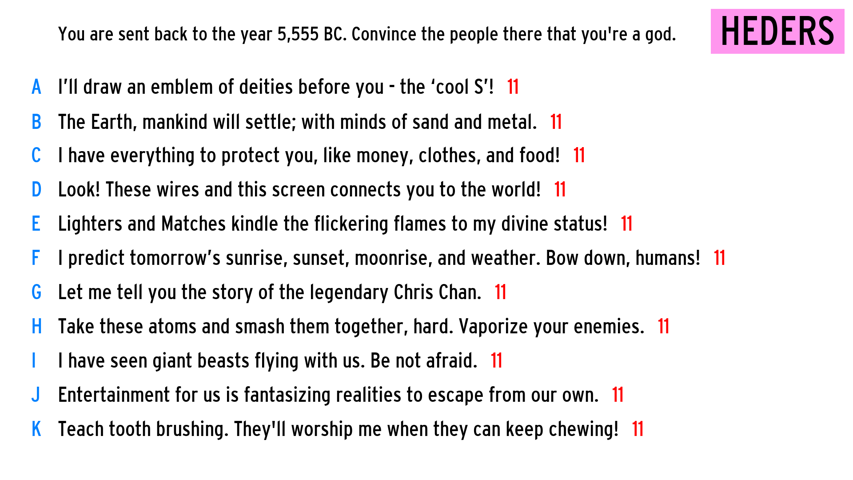 You are sent back to the year 5,555 BC. Convince the people there that you're a god.
HEDERS
A I’ll draw an emblem of deities before you - the ‘cool S’! 11
B The Earth, mankind will settle; with minds of sand and metal. 11
C I have everything to protect you, like money, clothes, and food! 11
D Look! These wires and this screen connects you to the world! 11
E Lighters and Matches kindle the flickering flames to my divine status! 11
F I predict tomorrow’s sunrise, sunset, moonrise, and weather. Bow down, humans! 11
G Let me tell you the story of the legendary Chris Chan. 11
H Take these atoms and smash them together, hard. Vaporize your enemies. 11
I I have seen giant beasts flying with us. Be not afraid. 11
J Entertainment for us is fantasizing realities to escape from our own. 11
K Teach tooth brushing. They'll worship me when they can keep chewing! 11